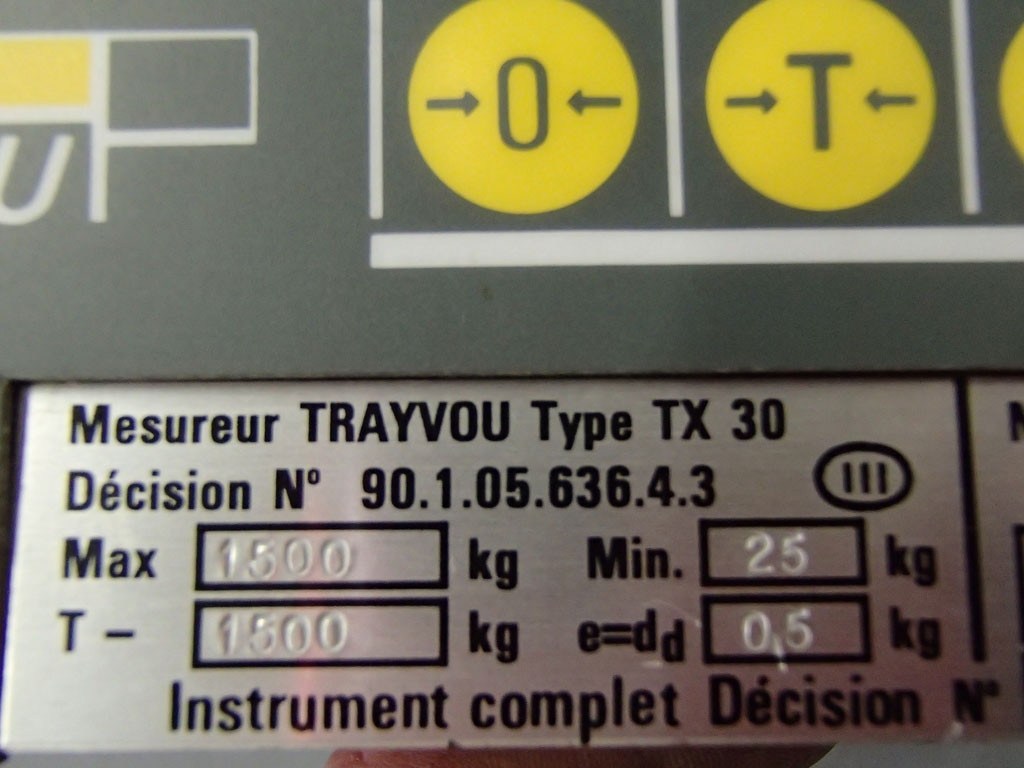 U
→0← →T←
Mesureur TRAYVOU Type TX 30
Décision N° 90.1.05.636.4.3 III
Max 1500 kg Min. 25 kg
T - 1500 kg e=dd 0,5 kg
Instrument complet Décision N°